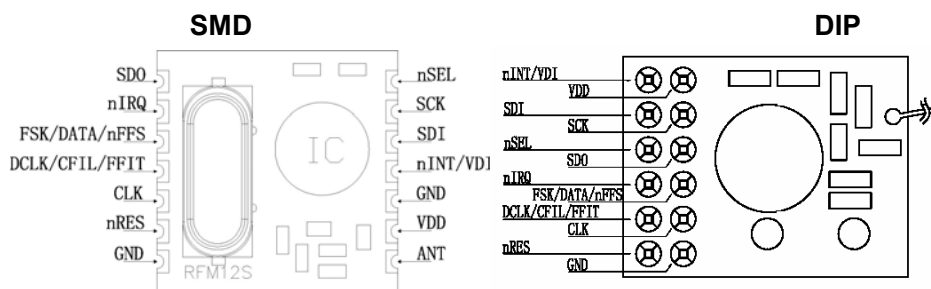 SMD
DIP
SDO
nIRQ
FSK/DATA/nFFS
DCLK/CFIL/FFIT
CLK
nRES
GND
nSEL
SCK
SDI
nINT/VDI
GND
VDD
ANT
IC
RFM12S
nINT/VDI
VDD
SDI
SCK
nSEL
SDO
nIRQ
FSK/DATA/nFFS
DCLK/CFIL/FFIT
CLK
nRES
GND